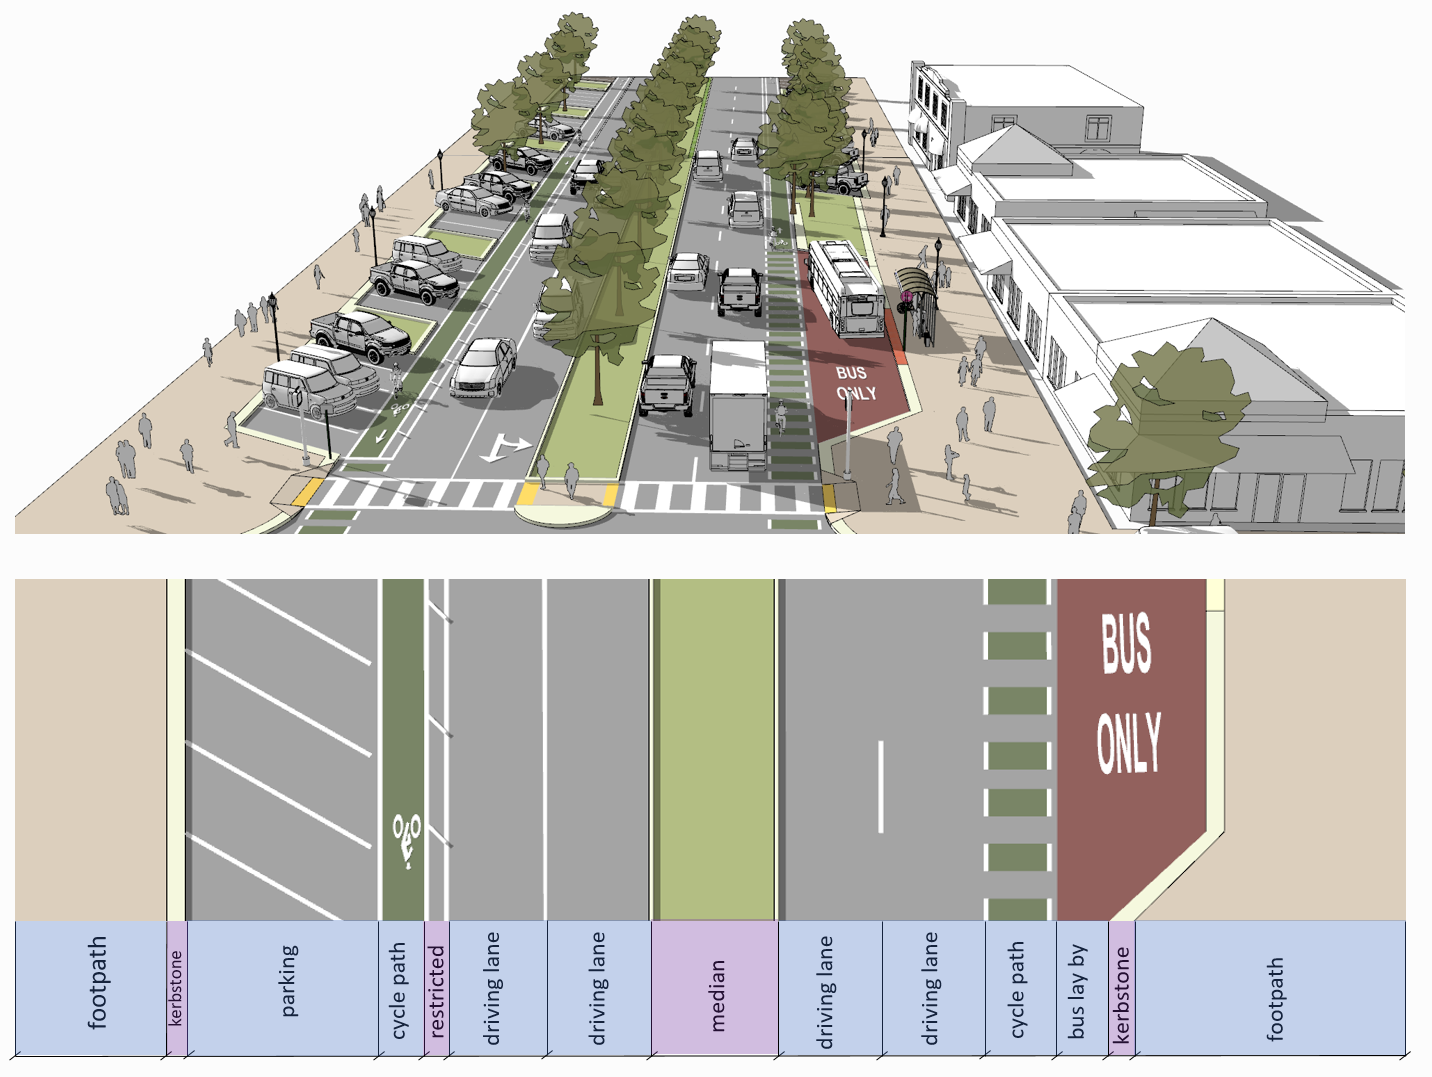 BUS
ONLY
BUS
ONLY
footpath
kerbstone
parking
cycle path
restricted
driving lane
driving lane
median
driving lane
driving lane
cycle path
bus lay by
kerbstone
footpath